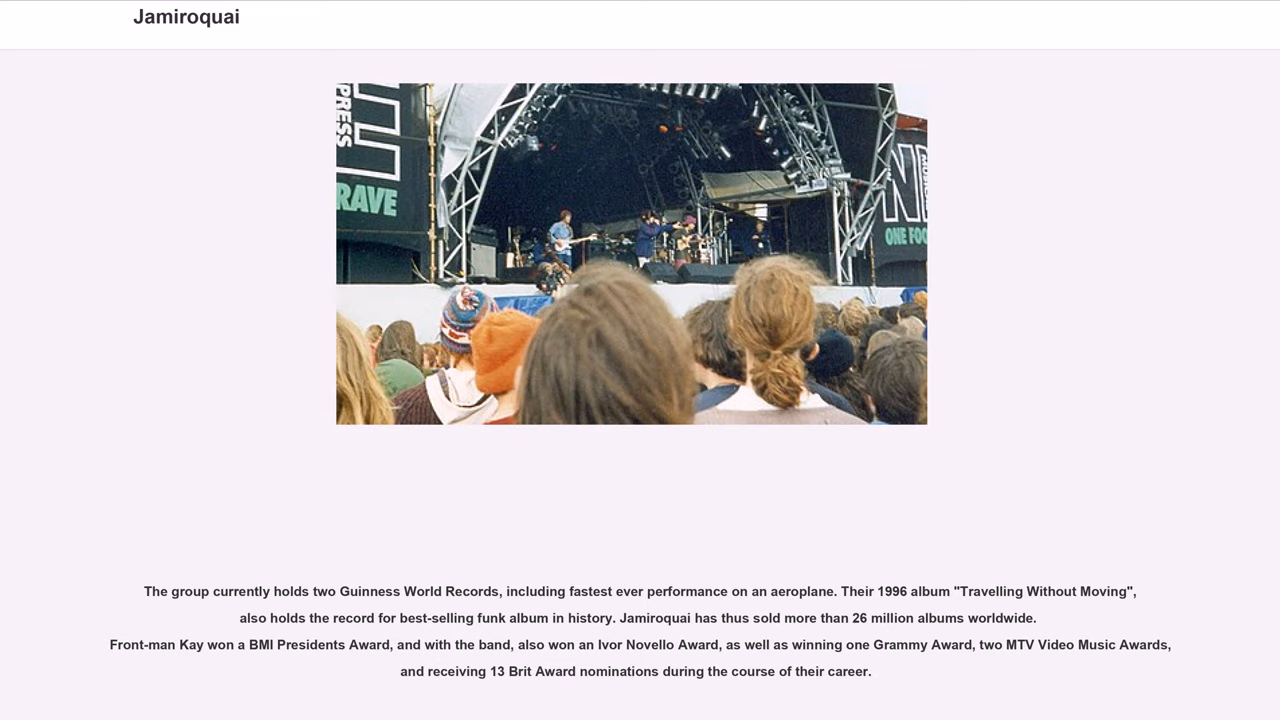 Jamiroquai
PRESS
RAVE
N
ONE FOO
The group currently holds two Guinness World Records, including fastest ever performance on an aeroplane. Their 1996 album "Travelling Without Moving",
also holds the record for best-selling funk album in history. Jamiroquai has thus sold more than 26 million albums worldwide.
Front-man Kay won a BMI Presidents Award, and with the band, also won an Ivor Novello Award, as well as winning one Grammy Award, two MTV Video Music Awards,
and receiving 13 Brit Award nominations during the course of their career.